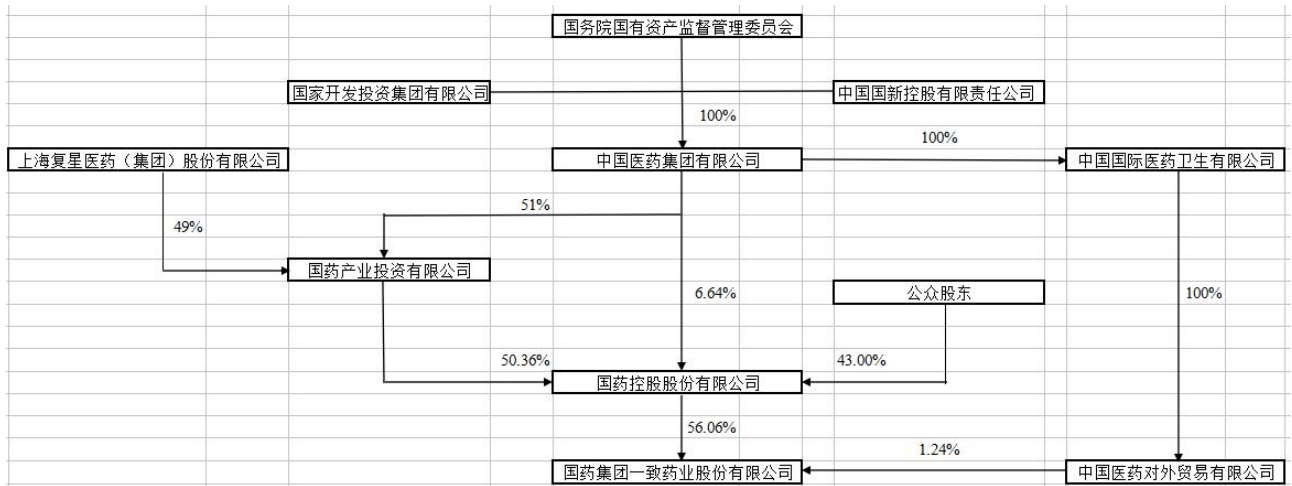 国务院国有资产监督管理委员会
国家开发投资集团有限公司
中国国新控股有限责任公司
100%
上海复星医药（集团）股份有限公司
中国医药集团有限公司
100%
中国国际医药卫生有限公司
51%
49%
国药产业投资有限公司
6.64%
公众股东
100%
50.36%
43.00%
国药控股股份有限公司
56.06%
1.24%
国药集团一致药业股份有限公司
中国医药对外贸易有限公司